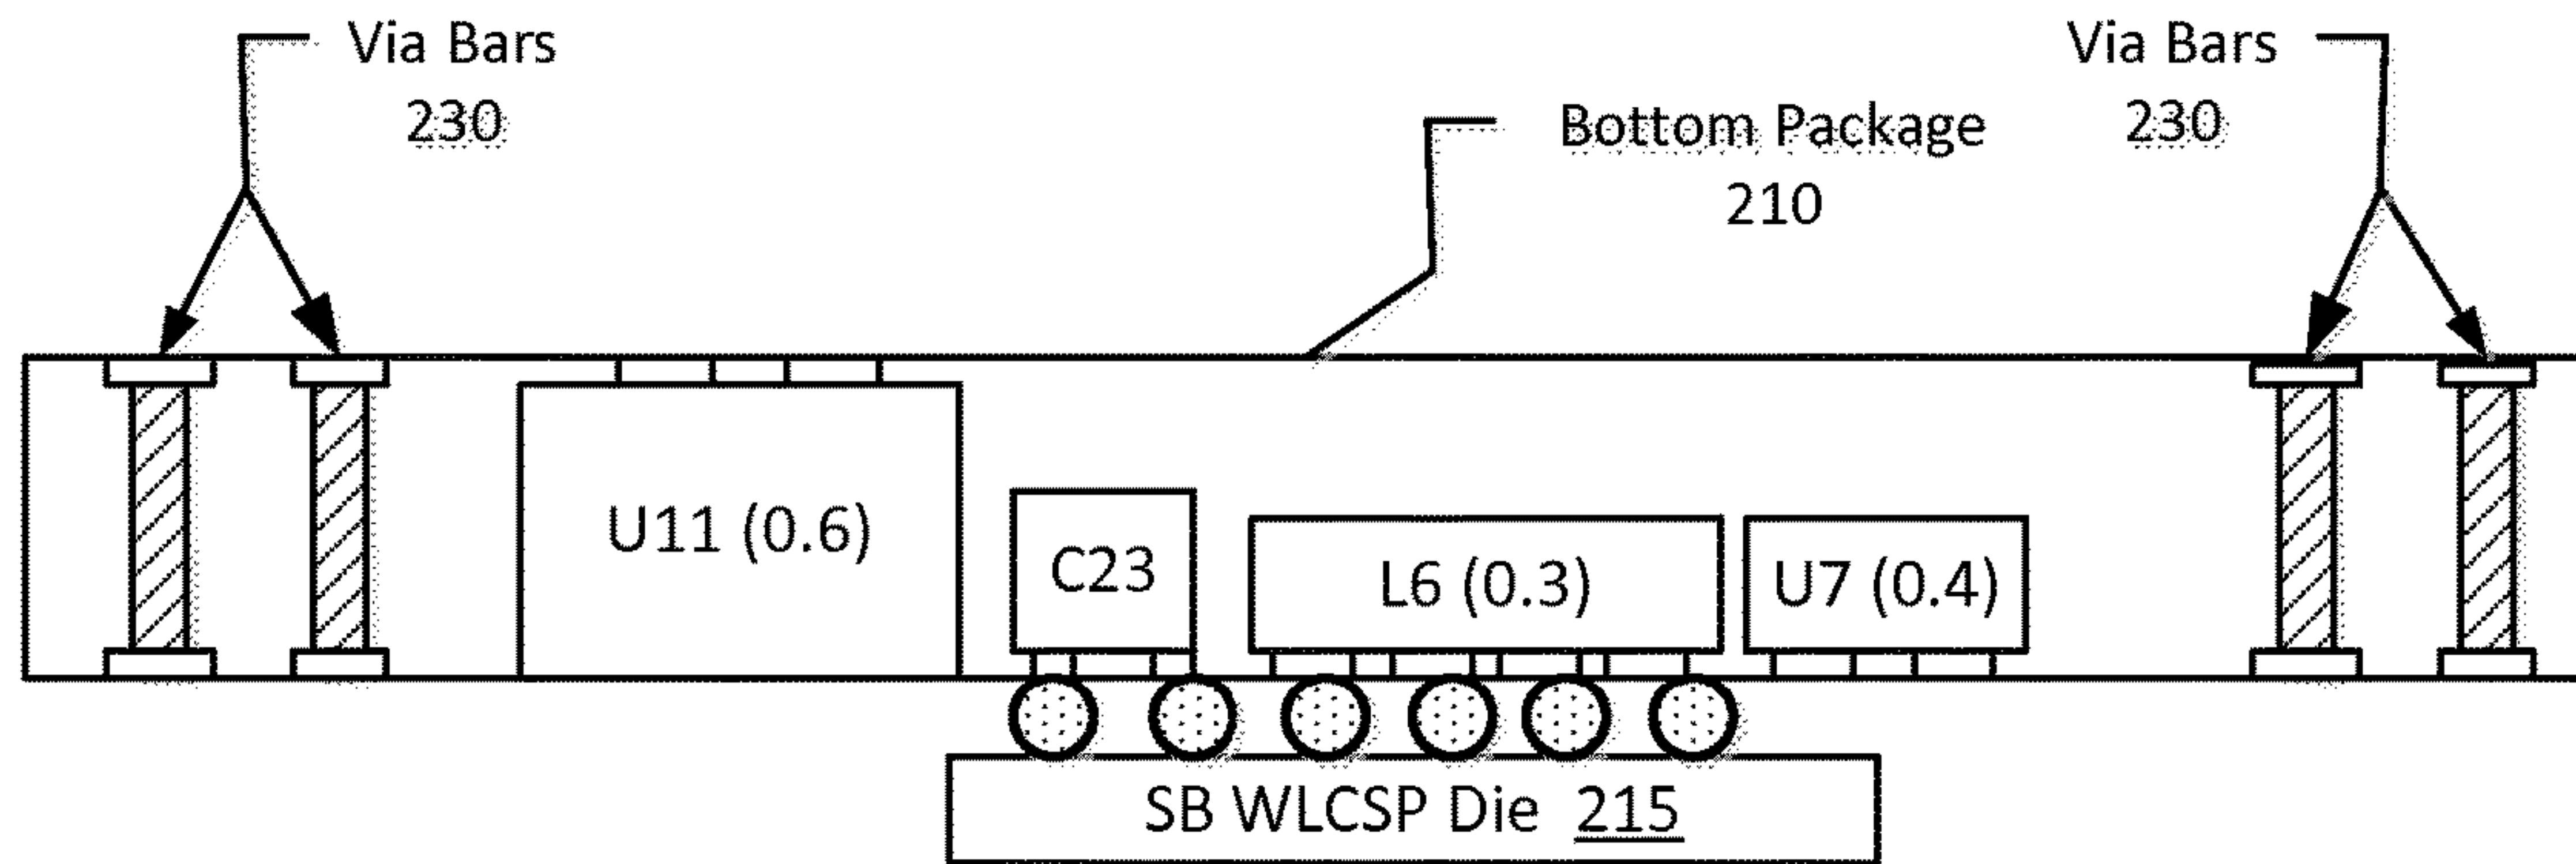 Via Bars
230
Bottom Package
210
Via Bars
230
U11 (0.6)
C23
L6 (0.3)
U7 (0.4)
SB WLCSP Die 215